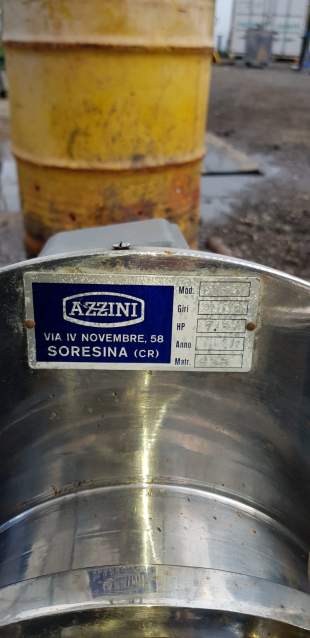 AZZINI
VIA IV NOVEMBRE, 58
SORESINA (CR)
Mod.
Giri
HP
Anno
Matr.